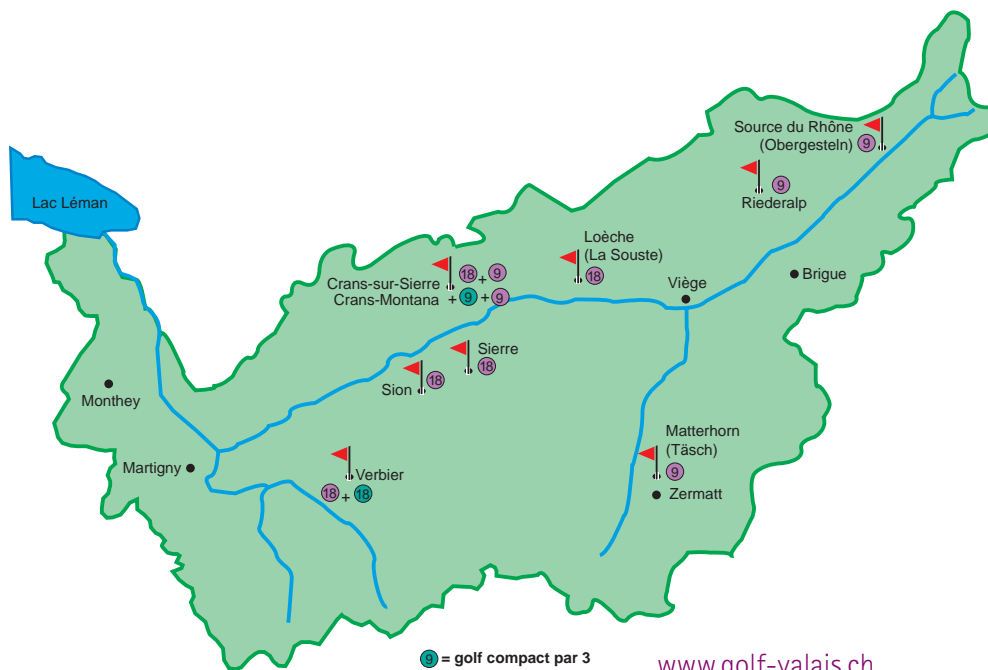 Source du Rhône
(Obergesteln)
9
9
Riederalp
Lac Léman
Loèche
(La Souste)
18
Crans-sur-Sierre
18 + 9
Crans-Montana
+ 9 + 9
Viège
Brigue
Sierre
18
Sion
18
Monthey
Matterhorn
(Täsch)
9
Zermatt
Martigny
Verbier
18 + 18
9 = golf compact par 3
www.golf-valais.ch